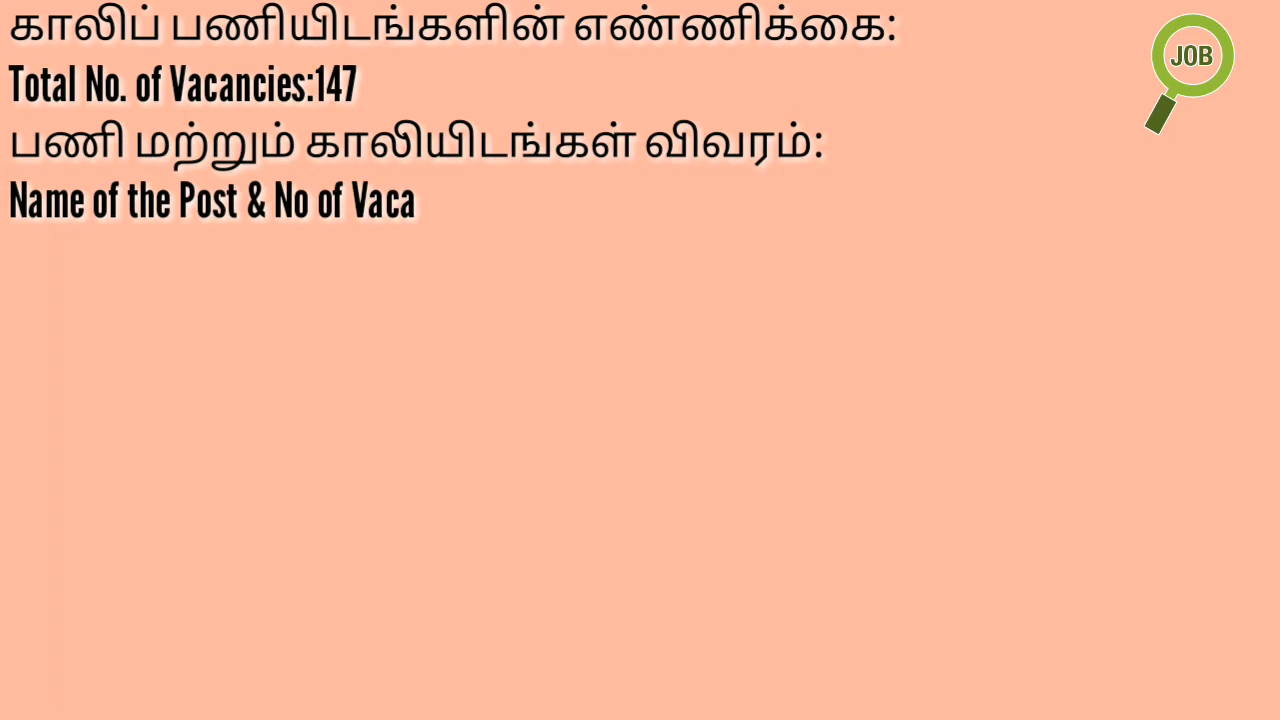 காலிப் பணியிடங்களின் எண்ணிக்கை:
Total No. of Vacancies:147
பணி மற்றும் காலியிடங்கள் விவரம்:
Name of the Post & No of Vaca
JOB